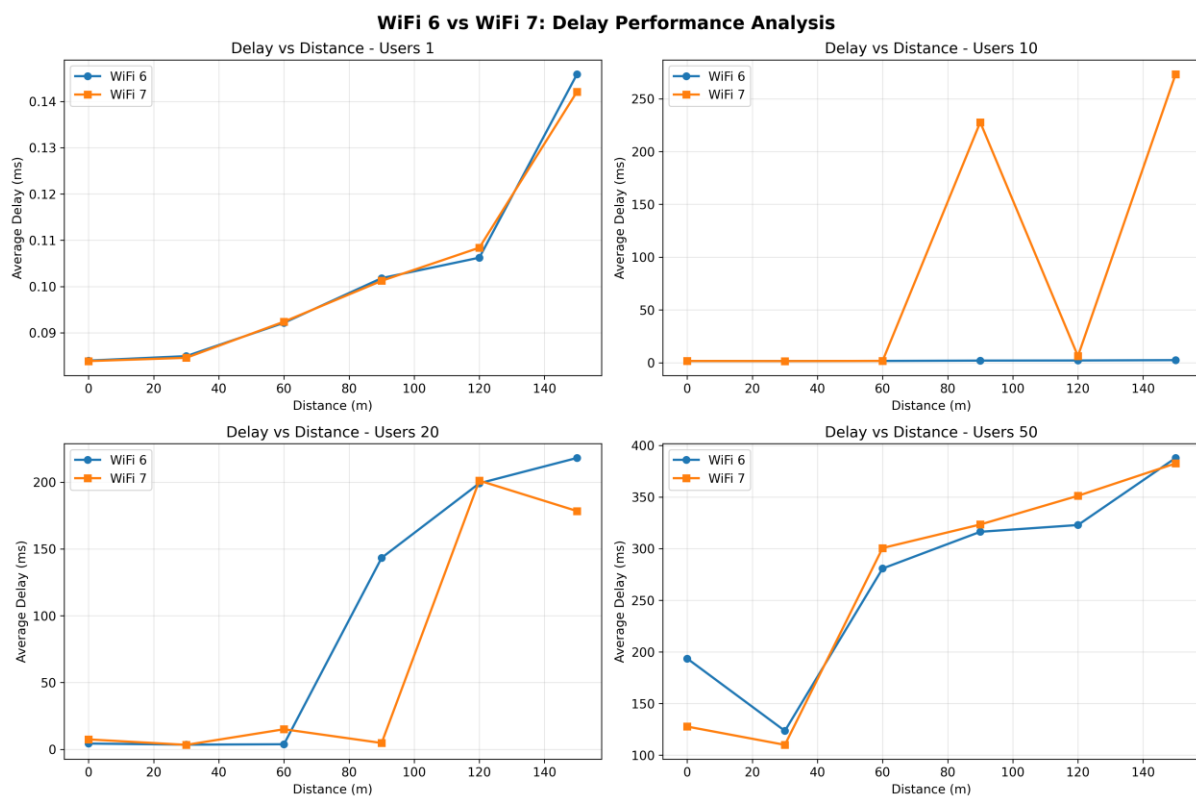 WiFi 6 vs WiFi 7: Delay Performance Analysis
Delay vs Distance - Users 1
WiFi 6
WiFi 7
Average Delay (ms)
0.14
0.13
0.12
0.11
0.10
0.09
0 20 40 60 80 100 120 140
Distance (m)
Delay vs Distance - Users 10
WiFi 6
WiFi 7
Average Delay (ms)
250
200
150
100
50
0
0 20 40 60 80 100 120 140
Distance (m)
Delay vs Distance - Users 20
WiFi 6
WiFi 7
Average Delay (ms)
200
150
100
50
0
0 20 40 60 80 100 120 140
Distance (m)
Delay vs Distance - Users 50
WiFi 6
WiFi 7
Average Delay (ms)
400
350
300
250
200
150
100
0 20 40 60 80 100 120 140
Distance (m)